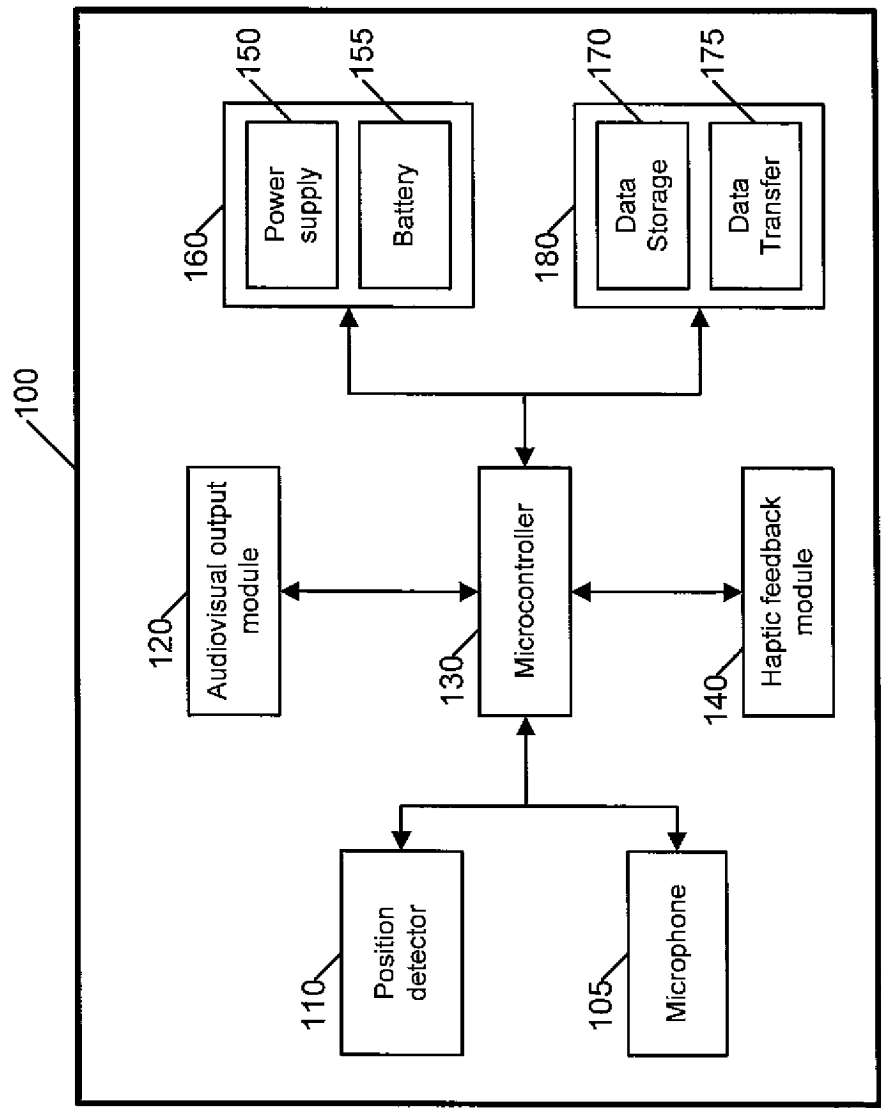 100
120
Audiovisual output
module
160
150
Power
supply
155
Battery
110
Position
detector
130
Microcontroller
105
Microphone
140
Haptic feedback
module
180
170
Data
Storage
175
Data
Transfer